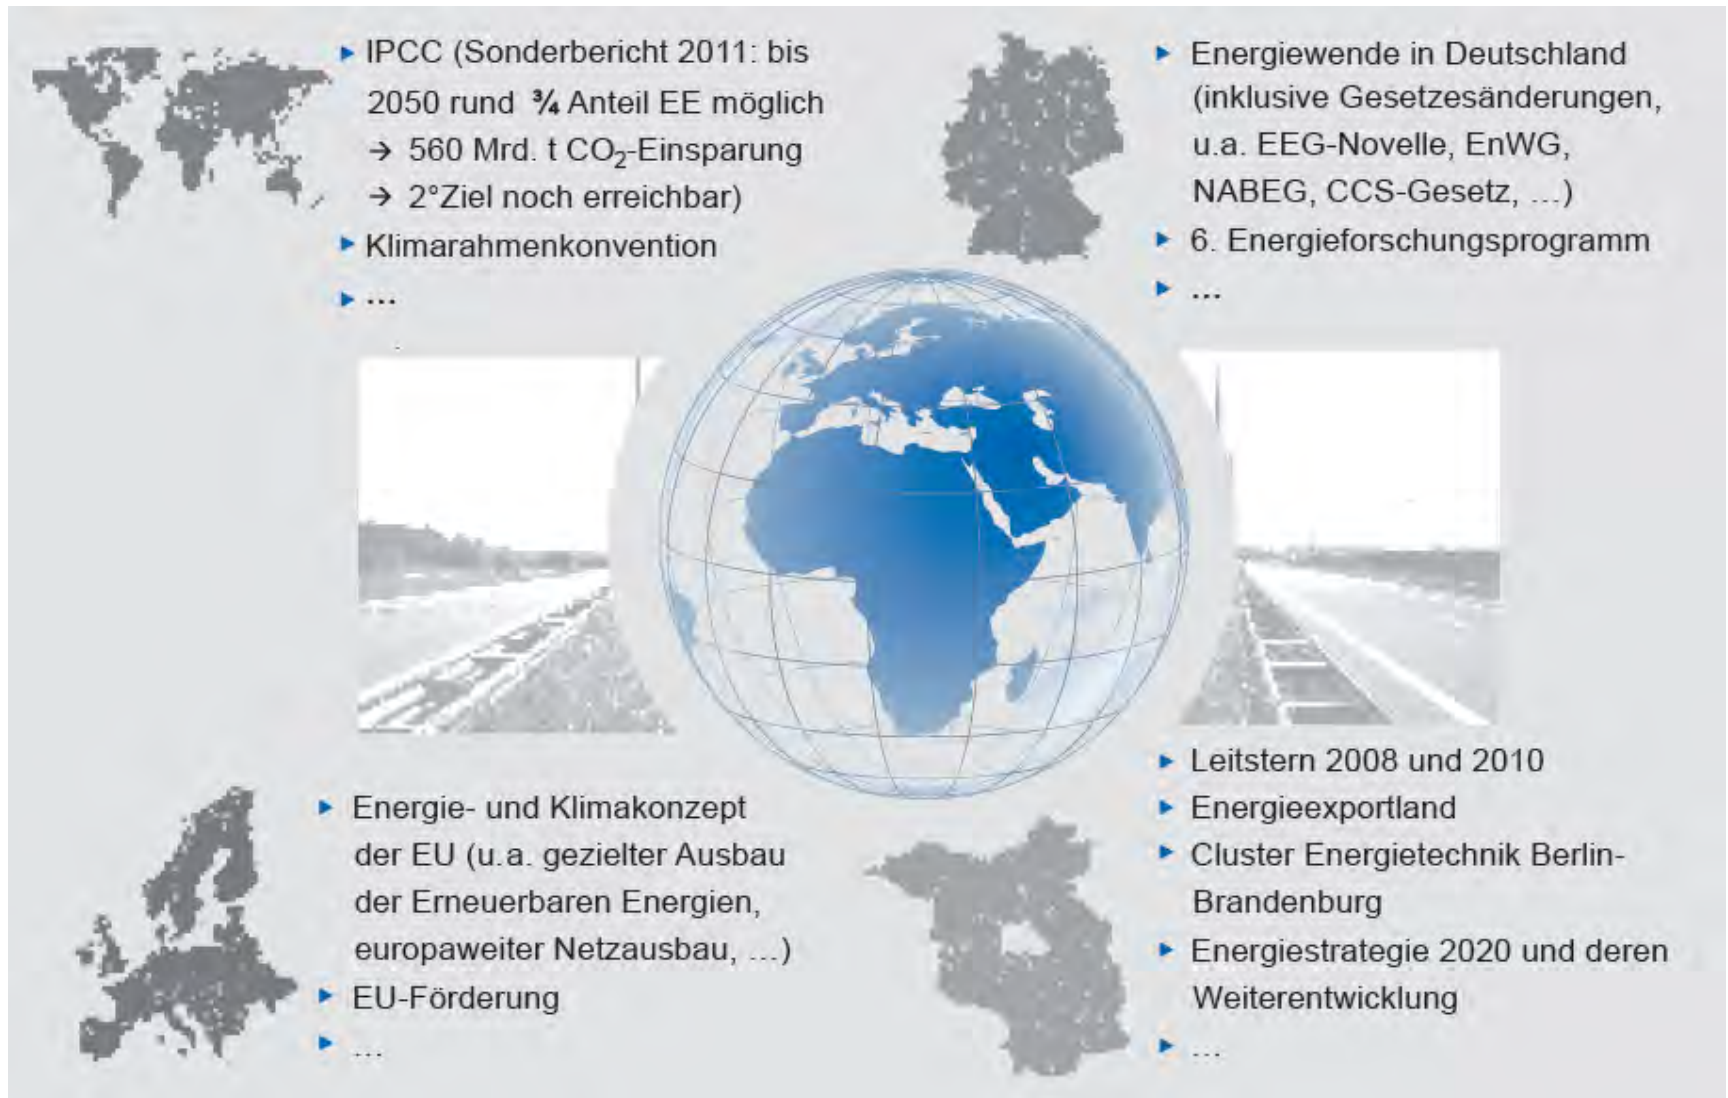 IPCC (Sonderbericht 2011: bis
2050 rund ¾ Anteil EE möglich
→ 560 Mrd. t CO₂-Einsparung
→ 2°Ziel noch erreichbar)
Klimarahmenkonvention
...
Energiewende in Deutschland
(inklusive Gesetzesänderungen,
u.a. EEG-Novelle, EnWG,
NABEG, CCS-Gesetz, ...)
6. Energieforschungsprogramm
...
Energie- und Klimakonzept
der EU (u.a. gezielter Ausbau
der Erneuerbaren Energien,
europaweiter Netzausbau, ...)
EU-Förderung
...
Leitstern 2008 und 2010
Energieexportland
Cluster Energietechnik Berlin-
Brandenburg
Energiestrategie 2020 und deren
Weiterentwicklung
...